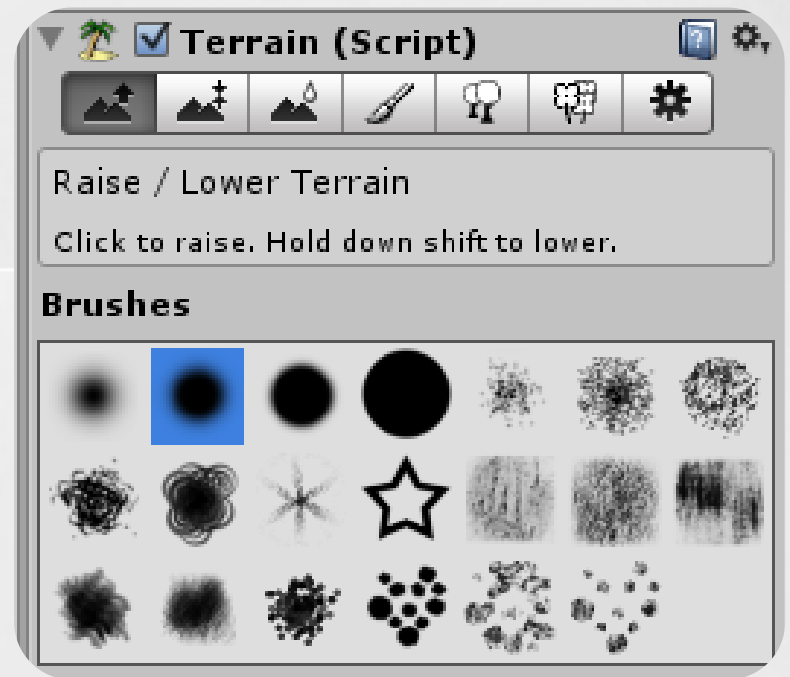 Terrain (Script)
Raise / Lower Terrain
Click to raise. Hold down shift to lower.
Brushes